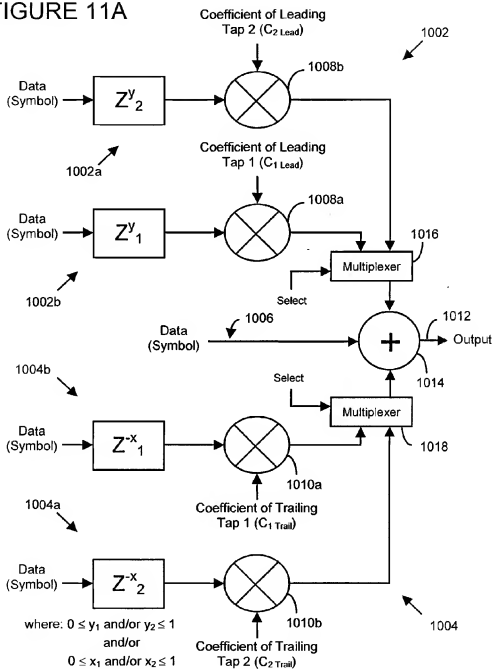 FIGURE 11A
Coefficient of Leading
Tap 2 (C2 Lead)
1002
1008b
Data
(Symbol)
Zy2
1002a
Coefficient of Leading
Tap 1 (C1 Lead)
1008a
Data
(Symbol)
Zy1
1002b
1016
Multiplexer
Select
1006
1012
Data
(Symbol)
+
Output
1014
1004b
Select
Multiplexer
1018
Data
(Symbol)
Z-x1
1010a
1004a
Coefficient of Trailing
Tap 1 (C1 Trail)
Data
(Symbol)
Z-x2
1010b
1004
where: 0 ≤ y1 and/or y2 ≤ 1
and/or
0 ≤ x1 and/or x2 ≤ 1
Coefficient of Trailing
Tap 2 (C2 Trail)